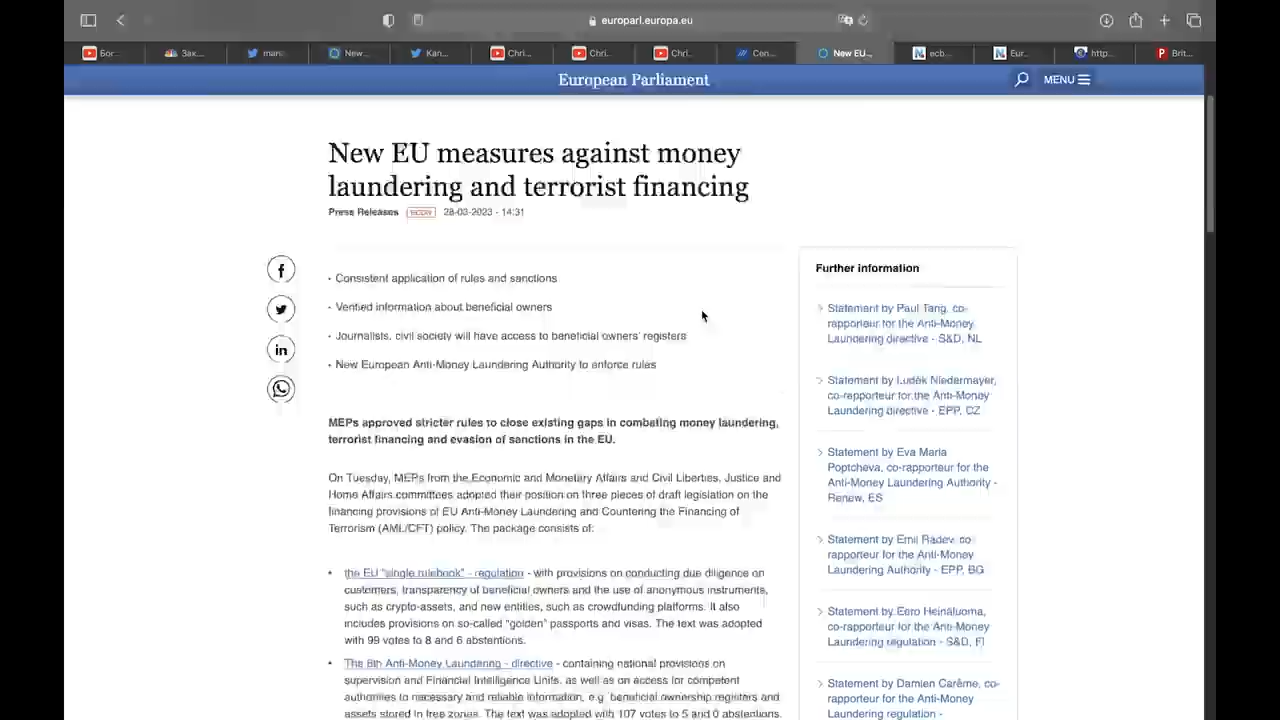 europarl.europa.eu
Бог...
Зах...
mari...
New...
Kan...
Chri...
Chri...
Chri...
Cen...
New EU...
ecb...
Eur...
http...
Brit...
European Parliament
MENU
New EU measures against money
laundering and terrorist financing
Press Releases 28-03-2023 - 14:31
· Consistent application of rules and sanctions
· Verified information about beneficial owners
· Journalists, civil society will have access to beneficial owners' registers
· New European Anti-Money Laundering Authority to enforce rules
MEPs approved stricter rules to close existing gaps in combating money laundering,
terrorist financing and evasion of sanctions in the EU.
On Tuesday, MEPs from the Economic and Monetary Affairs and Civil Liberties, Justice and
Home Affairs committees adopted their position on three pieces of draft legislation on the
financing provisions of EU Anti-Money Laundering and Countering the Financing of
Terrorism (AML/CFT) policy. The package consists of:
• the EU "single rulebook" - regulation - with provisions on conducting due diligence on
customers, transparency of beneficial owners and the use of anonymous instruments,
such as crypto-assets, and new entities, such as crowdfunding platforms. It also
includes provisions on so-called "golden" passports and visas. The text was adopted
with 99 votes to 8 and 6 abstentions.
• The 6th Anti-Money Laundering - directive - containing national provisions on
supervision and Financial Intelligence Units, as well as on access for competent
authorities to necessary and reliable information, e.g. beneficial ownership registers and
assets stored in free zones. The text was adopted with 107 votes to 5 and 0 abstentions.
Further information
Statement by Paul Tang, co-
rapporteur for the Anti-Money
Laundering directive - S&D, NL
Statement by Luděk Niedermayer,
co-rapporteur for the Anti-Money
Laundering directive - EPP, CZ
Statement by Eva Maria
Poptcheva, co-rapporteur for the
Anti-Money Laundering Authority -
Renew, ES
Statement by Emil Radev, co-
rapporteur for the Anti-Money
Laundering Authority - EPP, BG
Statement by Eero Heinäluoma,
co-rapporteur for the Anti-Money
Laundering regulation - S&D, FI
Statement by Damien Carême, co-
rapporteur for the Anti-Money
Laundering regulation -